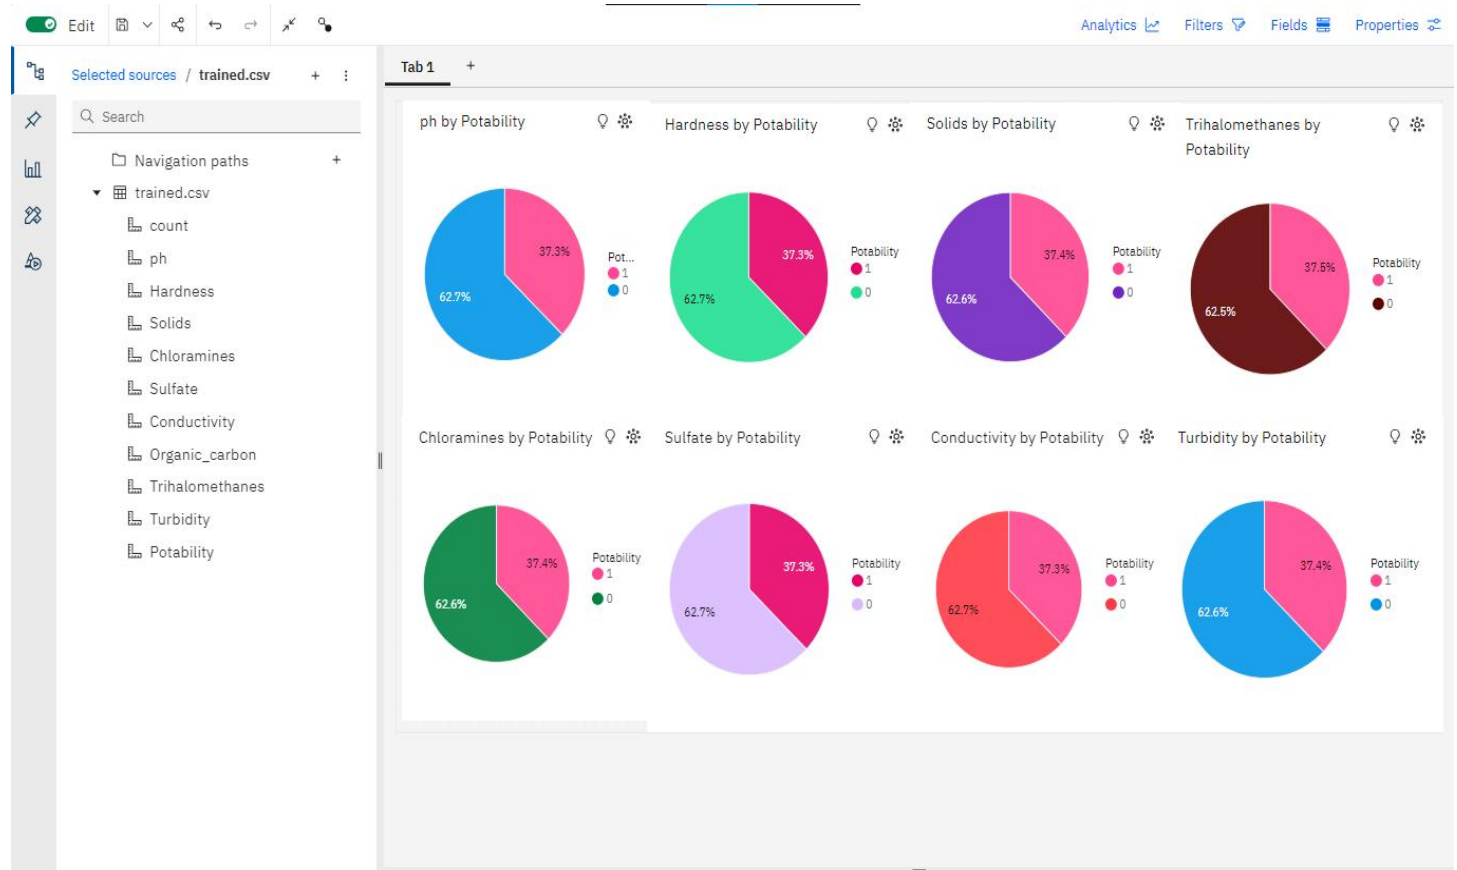 Edit
Analytics
Filters
Fields
Properties
Selected sources / trained.csv
+
Tab 1
+
Search
Navigation paths
+
trained.csv
count
ph
Hardness
Solids
Chloramines
Sulfate
Conductivity
Organic_carbon
Trihalomethanes
Turbidity
Potability
ph by Potability
37.3%
62.7%
Pot...
1
0
Hardness by Potability
37.3%
62.7%
Potability
1
0
Solids by Potability
37.4%
62.6%
Potability
1
0
Trihalomethanes by
Potability
37.5%
62.5%
Potability
1
0
Chloramines by Potability
37.4%
62.6%
Potability
1
0
Sulfate by Potability
37.3%
62.7%
Potability
1
0
Conductivity by Potability
37.3%
62.7%
Potability
1
0
Turbidity by Potability
37.4%
62.6%
Potability
1
0